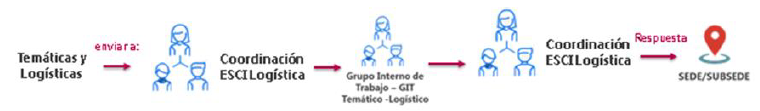 Temáticas y
Logísticas
enviar a:
Coordinación
ESCI Logística
Grupo Interno de
Trabajo – GIT
Temático -Logístico
Coordinación
ESCI Logística
Respuesta
SEDE/SUBSEDE